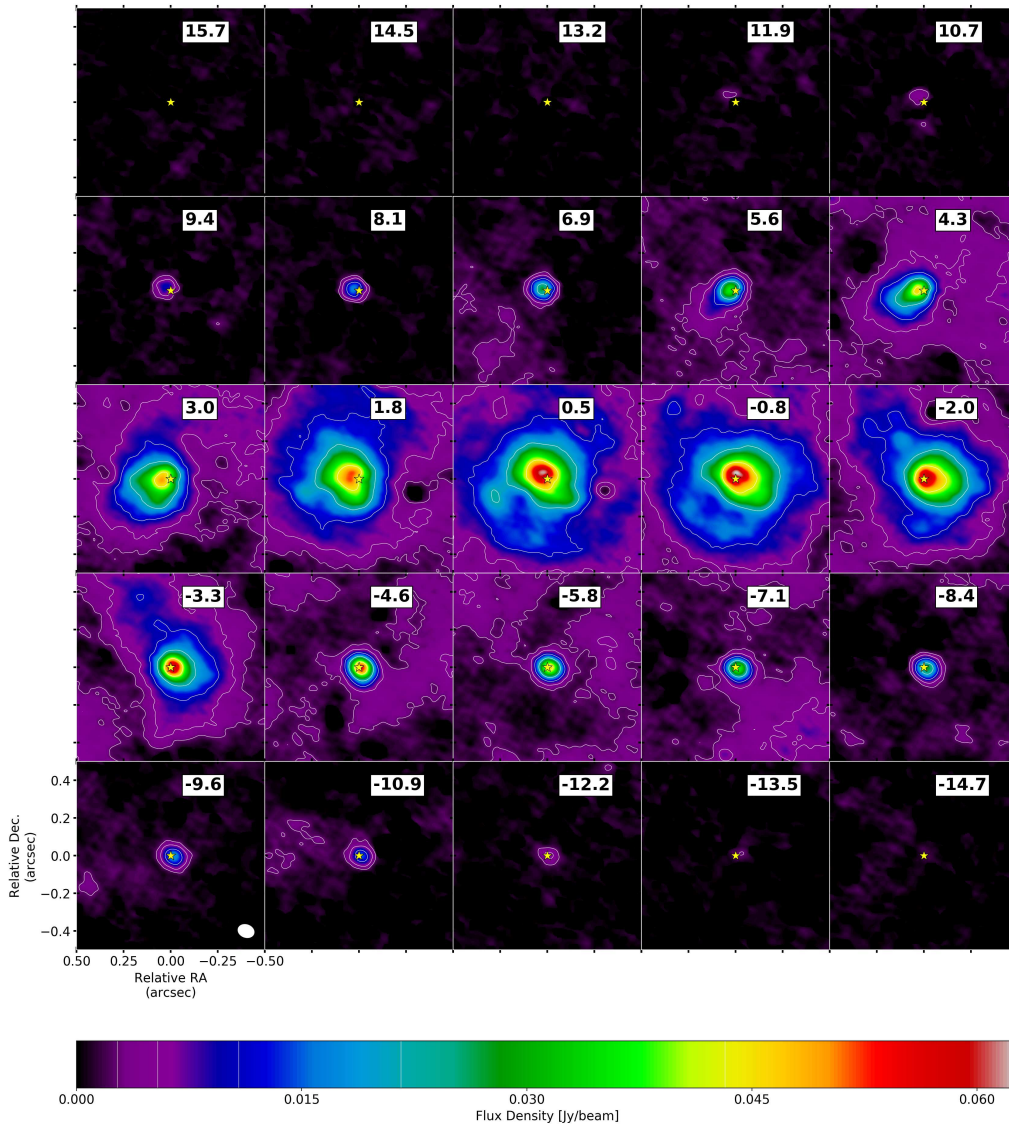 15.7 14.5 13.2 11.9 10.7
9.4 8.1 6.9 5.6 4.3
3.0 1.8 0.5 -0.8 -2.0
-3.3 -4.6 -5.8 -7.1 -8.4
-9.6 -10.9 -12.2 -13.5 -14.7
0.4
0.2
0.0
−0.2
−0.4
Relative Dec.
(arcsec)
0.50 0.25 0.00 −0.25 −0.50
Relative RA
(arcsec)
0.000 0.015 0.030 0.045 0.060
Flux Density [Jy/beam]